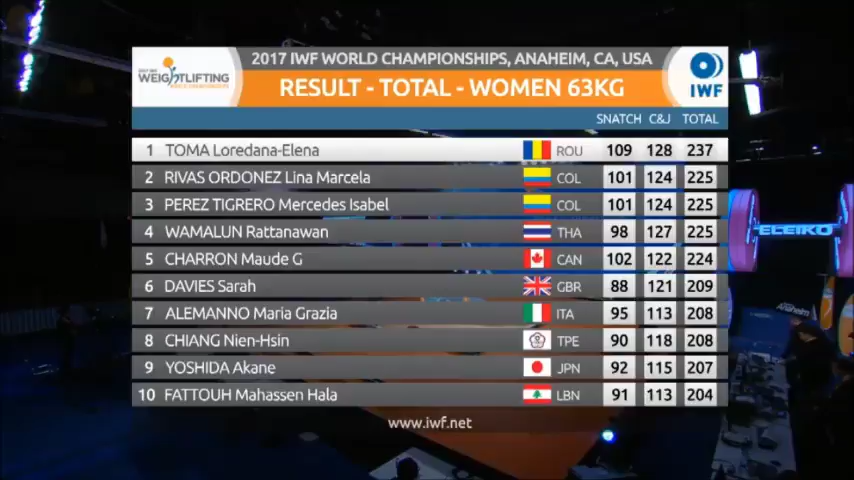 2017 IWF WORLD CHAMPIONSHIPS, ANAHEIM, CA, USA
2017 IWF
WEIGHTLIFTING
WORLD CHAMPIONSHIPS
RESULT - TOTAL - WOMEN 63KG
IWF
SNATCH C&J TOTAL
1 TOMA Loredana-Elena ROU 109 128 237
2 RIVAS ORDONEZ Lina Marcela COL 101 124 225
3 PEREZ TIGRERO Mercedes Isabel COL 101 124 225
4 WAMALUN Rattanawan THA 98 127 225
5 CHARRON Maude G CAN 102 122 224
6 DAVIES Sarah GBR 88 121 209
7 ALEMANNO Maria Grazia ITA 95 113 208
8 CHIANG Nien-Hsin TPE 90 118 208
9 YOSHIDA Akane JPN 92 115 207
10 FATTOUH Mahassen Hala LBN 91 113 204
www.iwf.net
ELEIKO
Anaheim